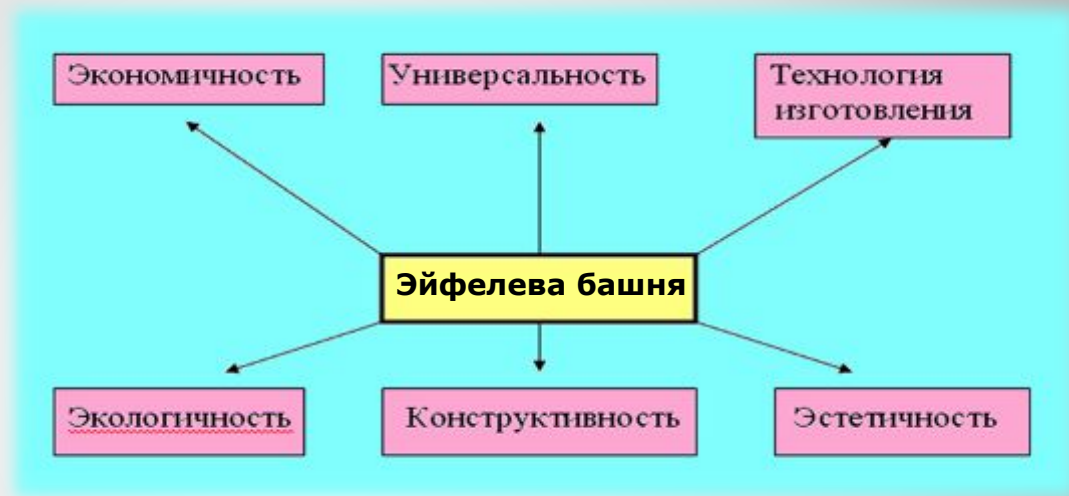 Экономичность
Универсальность
Технология
изготовления
Эйфелева башня
Экологичность
Конструктивность
Эстетичность